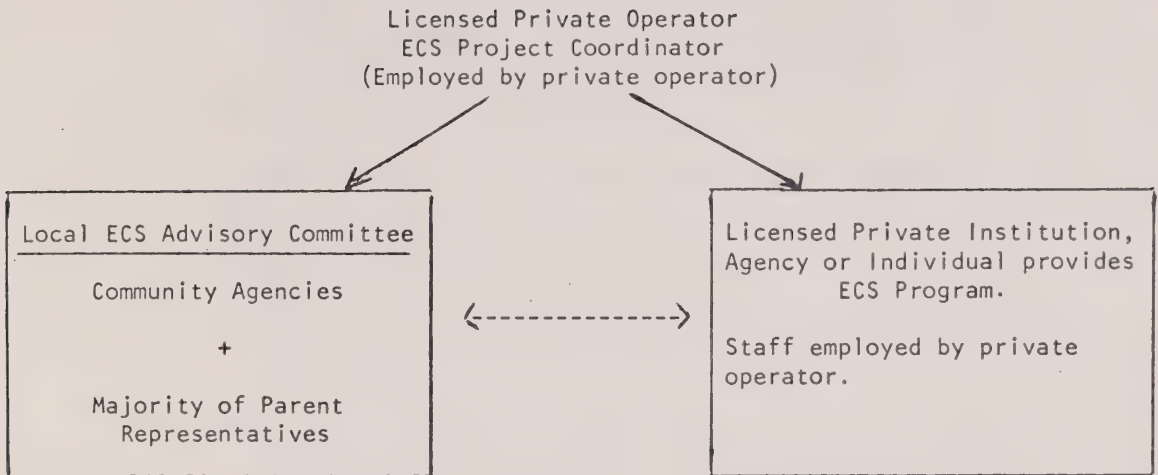 Licensed Private Operator
ECS Project Coordinator
(Employed by private operator)
Local ECS Advisory Committee
Community Agencies
+
Majority of Parent
Representatives
Licensed Private Institution,
Agency or Individual provides
ECS Program.
Staff employed by private
operator.